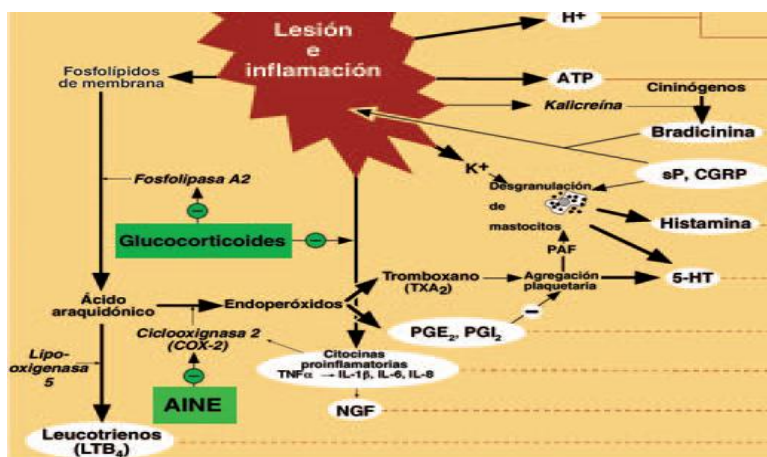 Lesión
e
inflamación
H+
ATP
Fosfolípidos
de membrana
Kalicreína
Cininógenos
Bradicinina
K+
sP, CGRP
Desgranulación
de
mastocitos
Histamina
Fosfolipasa A2
Glucocorticoides
PAF
5-HT
Tromboxano
(TXA2)
Agregación
plaquetaria
Ácido
araquidónico
Endoperóxidos
PGE2, PGI2
Ciclooxignasa 2
(COX-2)
Citocinas
proinflamatorias
TNFα → IL-1β, IL-6, IL-8
Lipo-
oxigenasa
5
AINE
NGF
Leucotrienos
(LTB4)